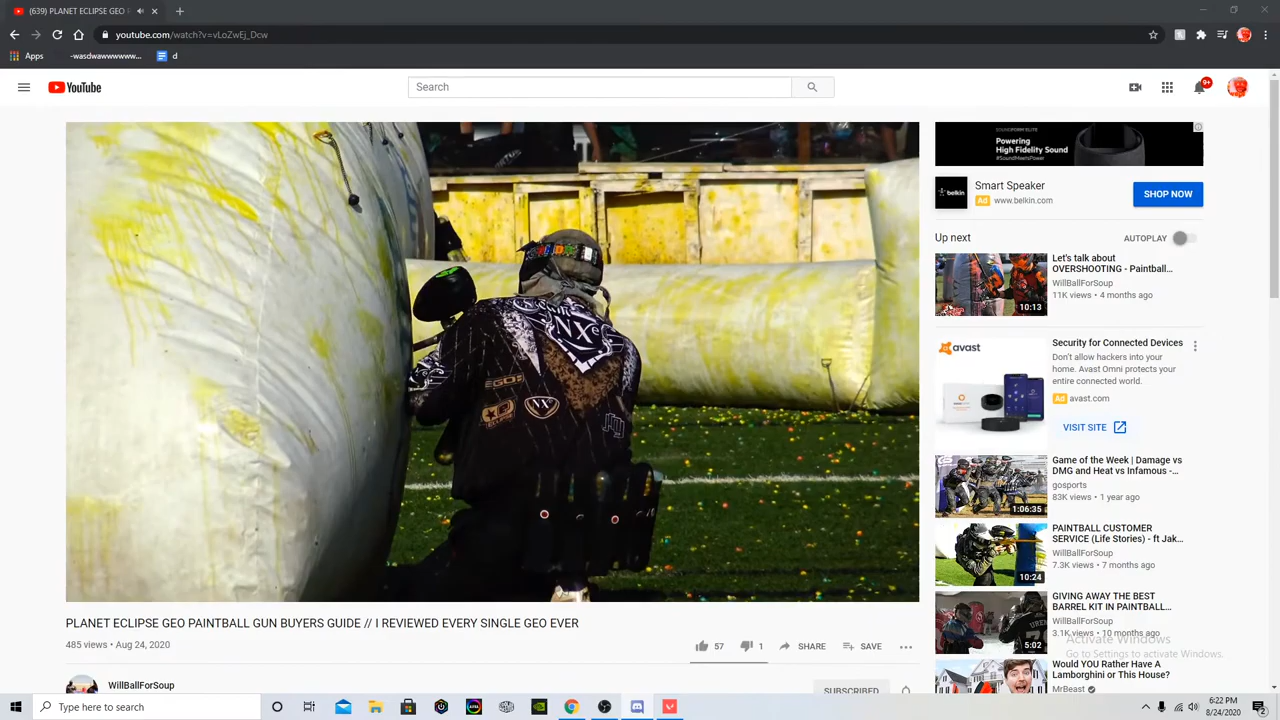 (639) PLANET ECLIPSE GEO P
youtube.com/watch?v=vLoZwEj_Dcw
Apps
-wasdwawwwwww...
d
YouTube
Search
9+
SOUNDFORM ELITE
Powering
High Fidelity Sound
#SoundMeetsPower
belkin
Smart Speaker
Ad www.belkin.com
SHOP NOW
Up next
AUTOPLAY
Let's talk about
OVERSHOOTING - Paintball...
WillBallForSoup
11K views • 4 months ago
10:13
avast
Security for Connected Devices
Don't allow hackers into your
home. Avast Omni protects your
entire connected world.
Ad avast.com
VISIT SITE
Game of the Week | Damage vs
DMG and Heat vs Infamous -...
gosports
83K views • 1 year ago
1:06:35
PAINTBALL CUSTOMER
SERVICE (Life Stories) - ft Jak...
WillBallForSoup
7.3K views • 7 months ago
10:24
GIVING AWAY THE BEST
BARREL KIT IN PAINTBALL...
WillBallForSoup
3.1K views • 10 months ago
5:02
Would YOU Rather Have A
Lamborghini or This House?
MrBeast
NXe
NXe
PLANET ECLIPSE GEO PAINTBALL GUN BUYERS GUIDE // I REVIEWED EVERY SINGLE GEO EVER
485 views • Aug 24, 2020
57
1
SHARE
SAVE
WillBallForSoup
SUBSCRIBED
Activate Windows
Go to Settings to activate Windows.
Type here to search
6:22 PM
8/24/2020
2